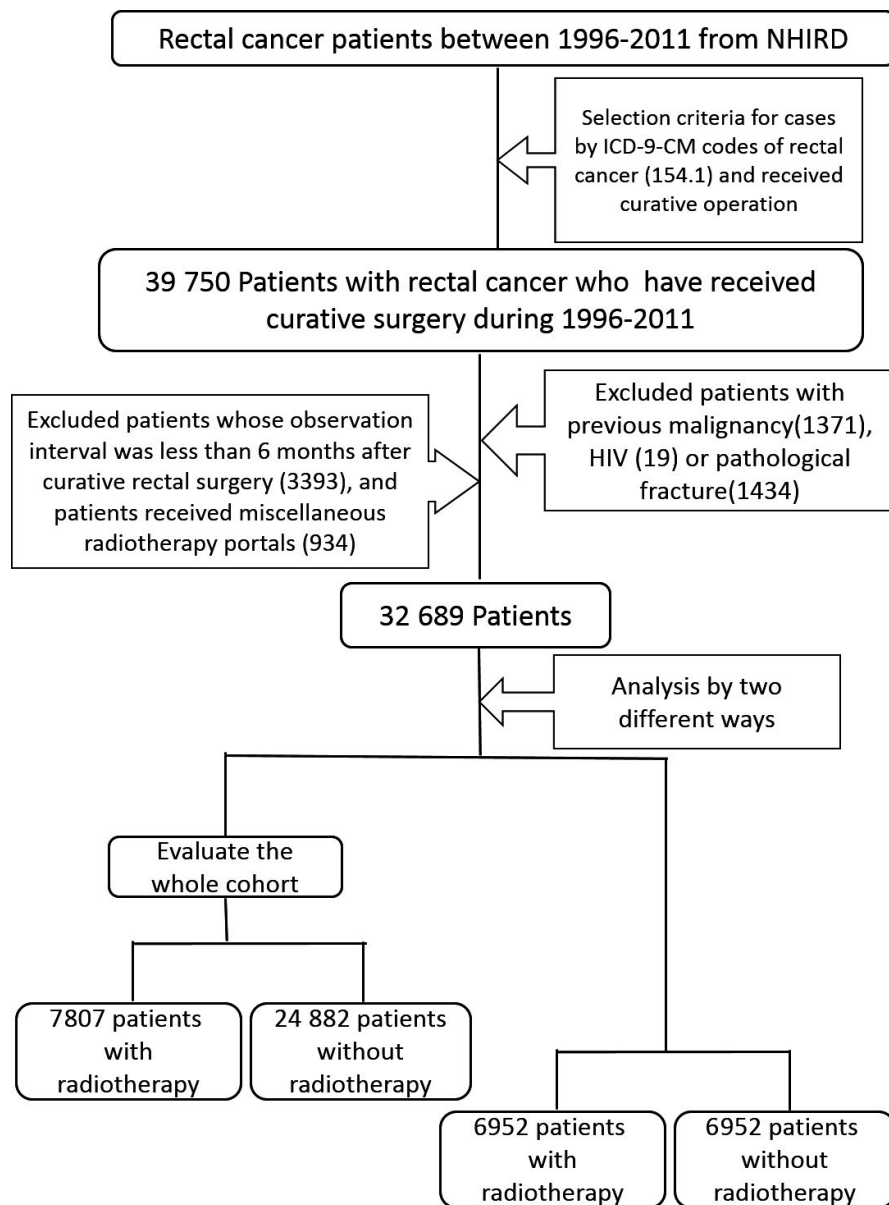 Rectal cancer patients between 1996-2011 from NHIRD
Selection criteria for cases
by ICD-9-CM codes of rectal
cancer (154.1) and received
curative operation
39 750 Patients with rectal cancer who have received
curative surgery during 1996-2011
Excluded patients whose observation
interval was less than 6 months after
curative rectal surgery (3393), and
patients received miscellaneous
radiotherapy portals (934)
Excluded patients with
previous malignancy(1371),
HIV (19) or pathological
fracture(1434)
32 689 Patients
Analysis by two
different ways
Evaluate the
whole cohort
7807 patients
with
radiotherapy
24 882 patients
without
radiotherapy
6952 patients
with
radiotherapy
6952 patients
without
radiotherapy